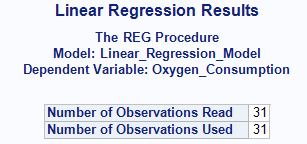 Linear Regression Results
The REG Procedure
Model: Linear_Regression_Model
Dependent Variable: Oxygen_Consumption
Number of Observations Read 31
Number of Observations Used 31